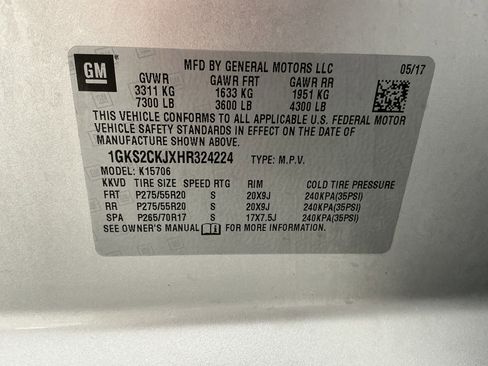 GM
MFD BY GENERAL MOTORS LLC
05/17
GVWR GAWR FRT GAWR RR
3311 KG 1633 KG 1951 KG
7300 LB 3600 LB 4300 LB
THIS VEHICLE CONFORMS TO ALL APPLICABLE U.S. FEDERAL MOTOR
VEHICLE SAFETY STANDARDS IN EFFECT ON THE DATE OF
MANUFACTURE SHOWN ABOVE.
1GKS2CKJXHR324224 TYPE: M.P.V.
MODEL: K15706
KKVD TIRE SIZE SPEED RTG RIM COLD TIRE PRESSURE
FRT P275/55R20 S 20X9J 240KPA(35PSI)
RR P275/55R20 S 20X9J 240KPA(35PSI)
SPA P265/70R17 S 17X7.5J 240KPA(35PSI)
SEE OWNER'S MANUAL FOR MORE INFORMATION.